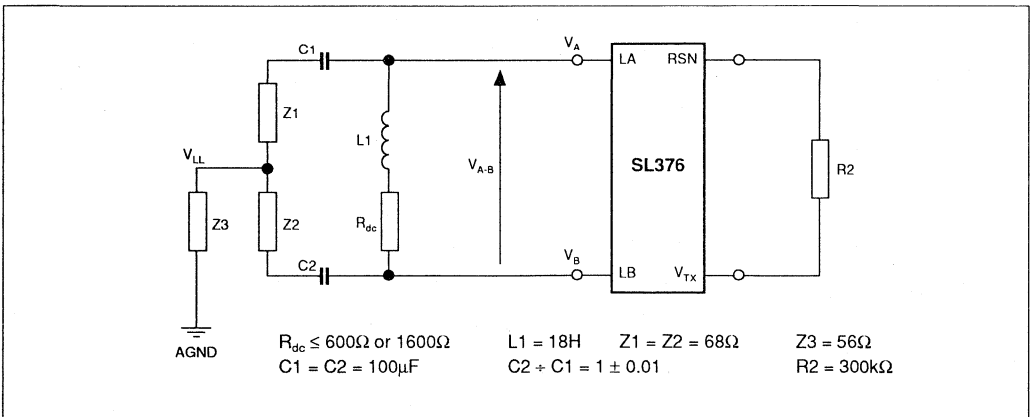 C1
V_A
LA
RSN
Z1
L1
V_LL
V_A-B
SL376
R2
Z3
Z2
R_dc
C2
V_B
LB
V_TX
AGND
R_dc ≤ 600Ω or 1600Ω
L1 = 18H
Z1 = Z2 = 68Ω
Z3 = 56Ω
C1 = C2 = 100μF
C2 ÷ C1 = 1 ± 0.01
R2 = 300kΩ